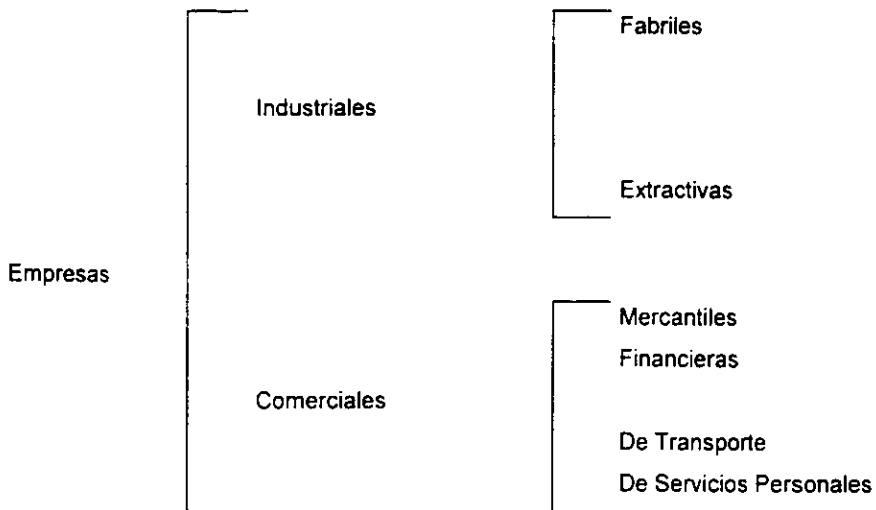 Empresas
Industriales
Fabriles
Extractivas
Comerciales
Mercantiles
Financieras
De Transporte
De Servicios Personales